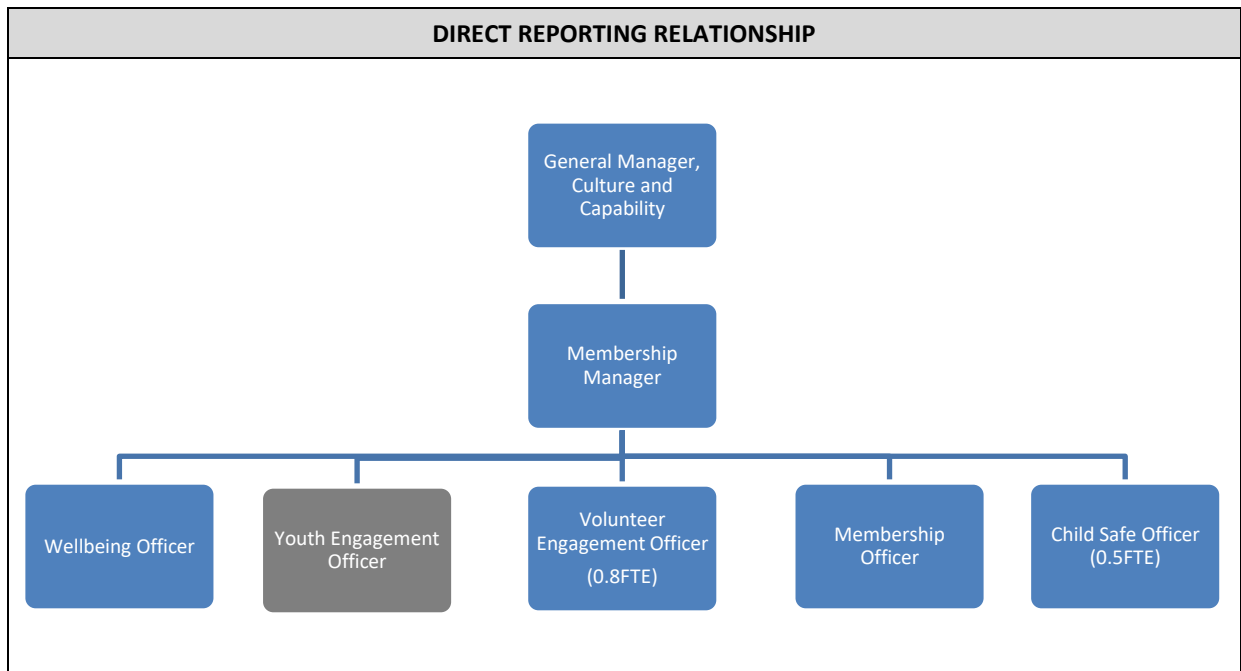 DIRECT REPORTING RELATIONSHIP
General Manager,
Culture and
Capability
Membership
Manager
Wellbeing Officer
Youth Engagement
Officer
Volunteer
Engagement Officer
(0.8FTE)
Membership
Officer
Child Safe Officer
(0.5FTE)